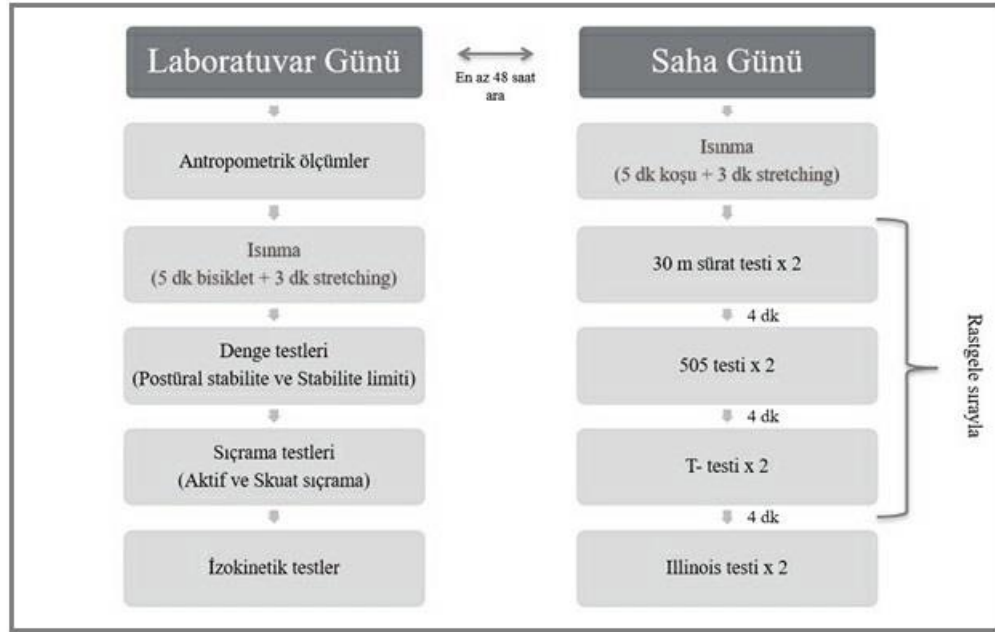 Laboratuvar Günü
En az 48 saat
ara
Saha Günü
Antropometrik ölçümler
Isınma
(5 dk bisiklet + 3 dk stretching)
Denge testleri
(Postüral stabilite ve Stabilite limiti)
Sıçrama testleri
(Aktif ve Skuat sıçrama)
İzokinetik testler
Isınma
(5 dk koşu + 3 dk stretching)
30 m sürat testi x 2
4 dk
505 testi x 2
4 dk
T- testi x 2
4 dk
Illinois testi x 2
Rastgele sırayla